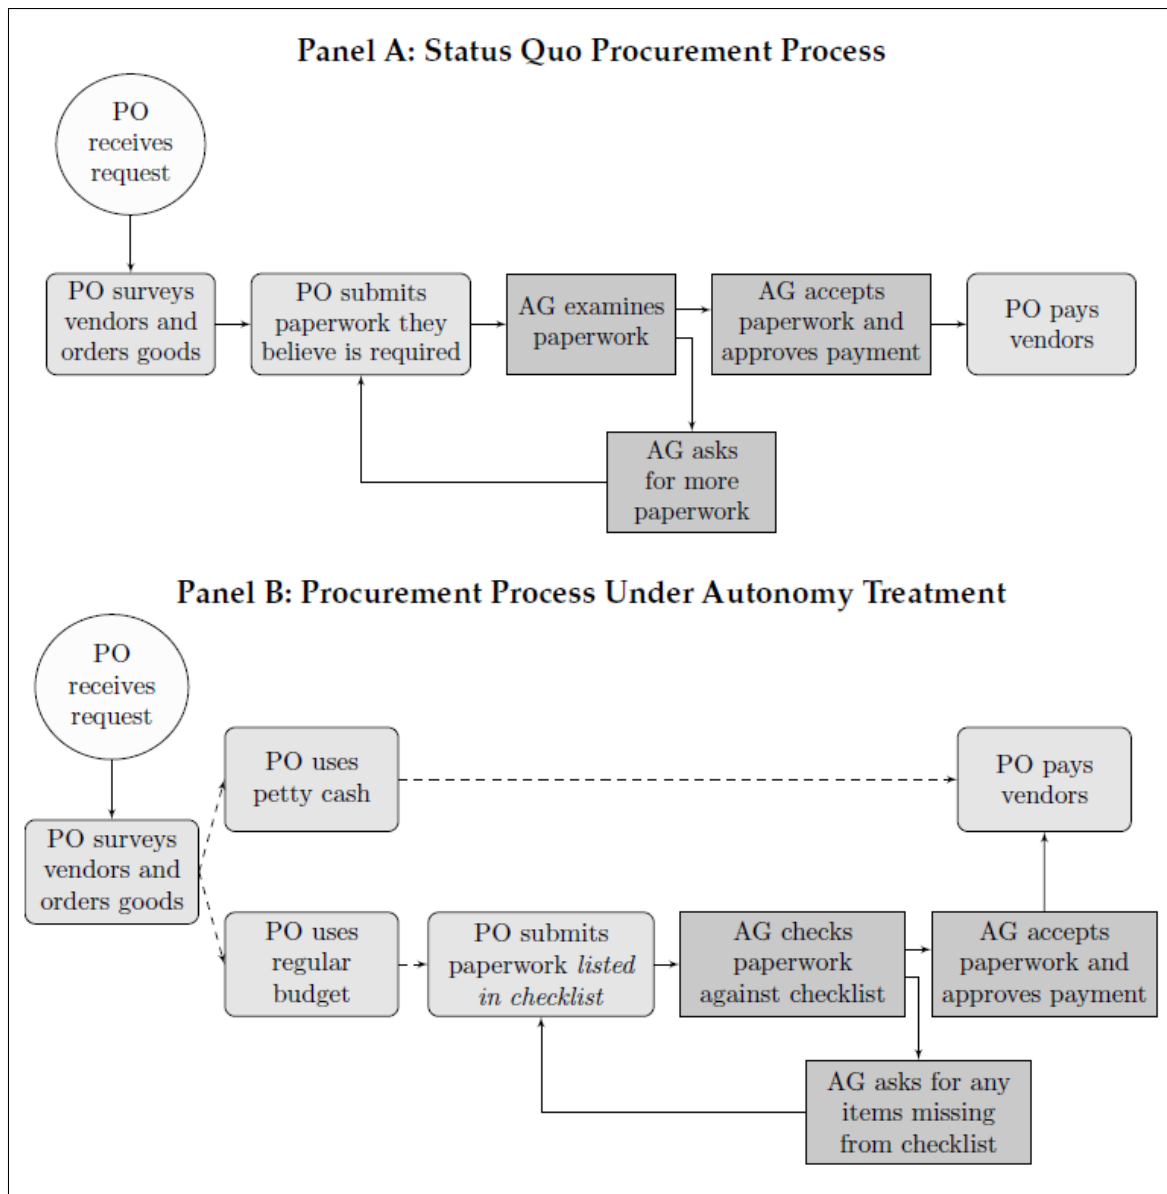 Panel A: Status Quo Procurement Process
PO
receives
request
PO surveys
vendors and
orders goods
PO submits
paperwork they
believe is required
AG examines
paperwork
AG accepts
paperwork and
approves payment
PO pays
vendors
AG asks
for more
paperwork
Panel B: Procurement Process Under Autonomy Treatment
PO
receives
request
PO surveys
vendors and
orders goods
PO uses
petty cash
PO pays
vendors
PO uses
regular
budget
PO submits
paperwork listed
in checklist
AG checks
paperwork
against checklist
AG accepts
paperwork and
approves payment
AG asks for any
items missing
from checklist